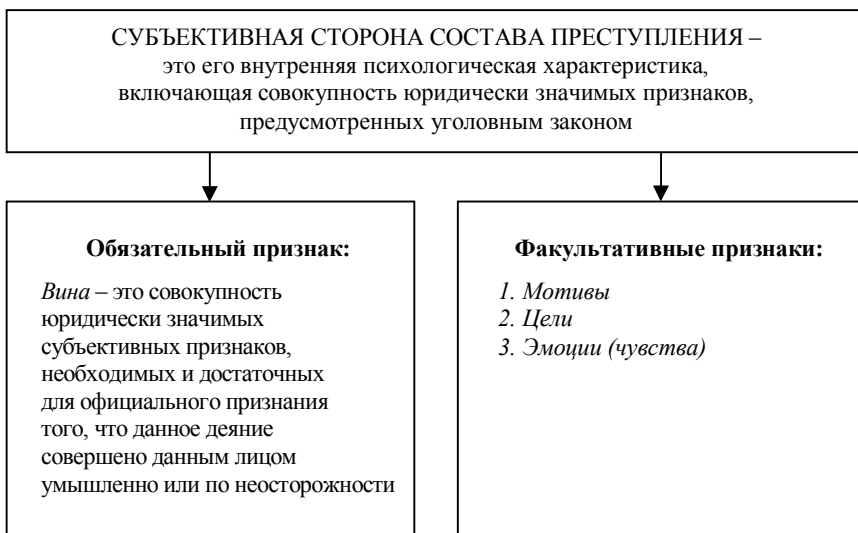 СУБЪЕКТИВНАЯ СТОРОНА СОСТАВА ПРЕСТУПЛЕНИЯ –
это его внутренняя психологическая характеристика,
включающая совокупность юридически значимых признаков,
предусмотренных уголовным законом
Обязательный признак:
Вина – это совокупность
юридически значимых
субъективных признаков,
необходимых и достаточных
для официального признания
того, что данное деяние
совершено данным лицом
умышленно или по неосторожности
Факультативные признаки:
1. Мотивы
2. Цели
3. Эмоции (чувства)